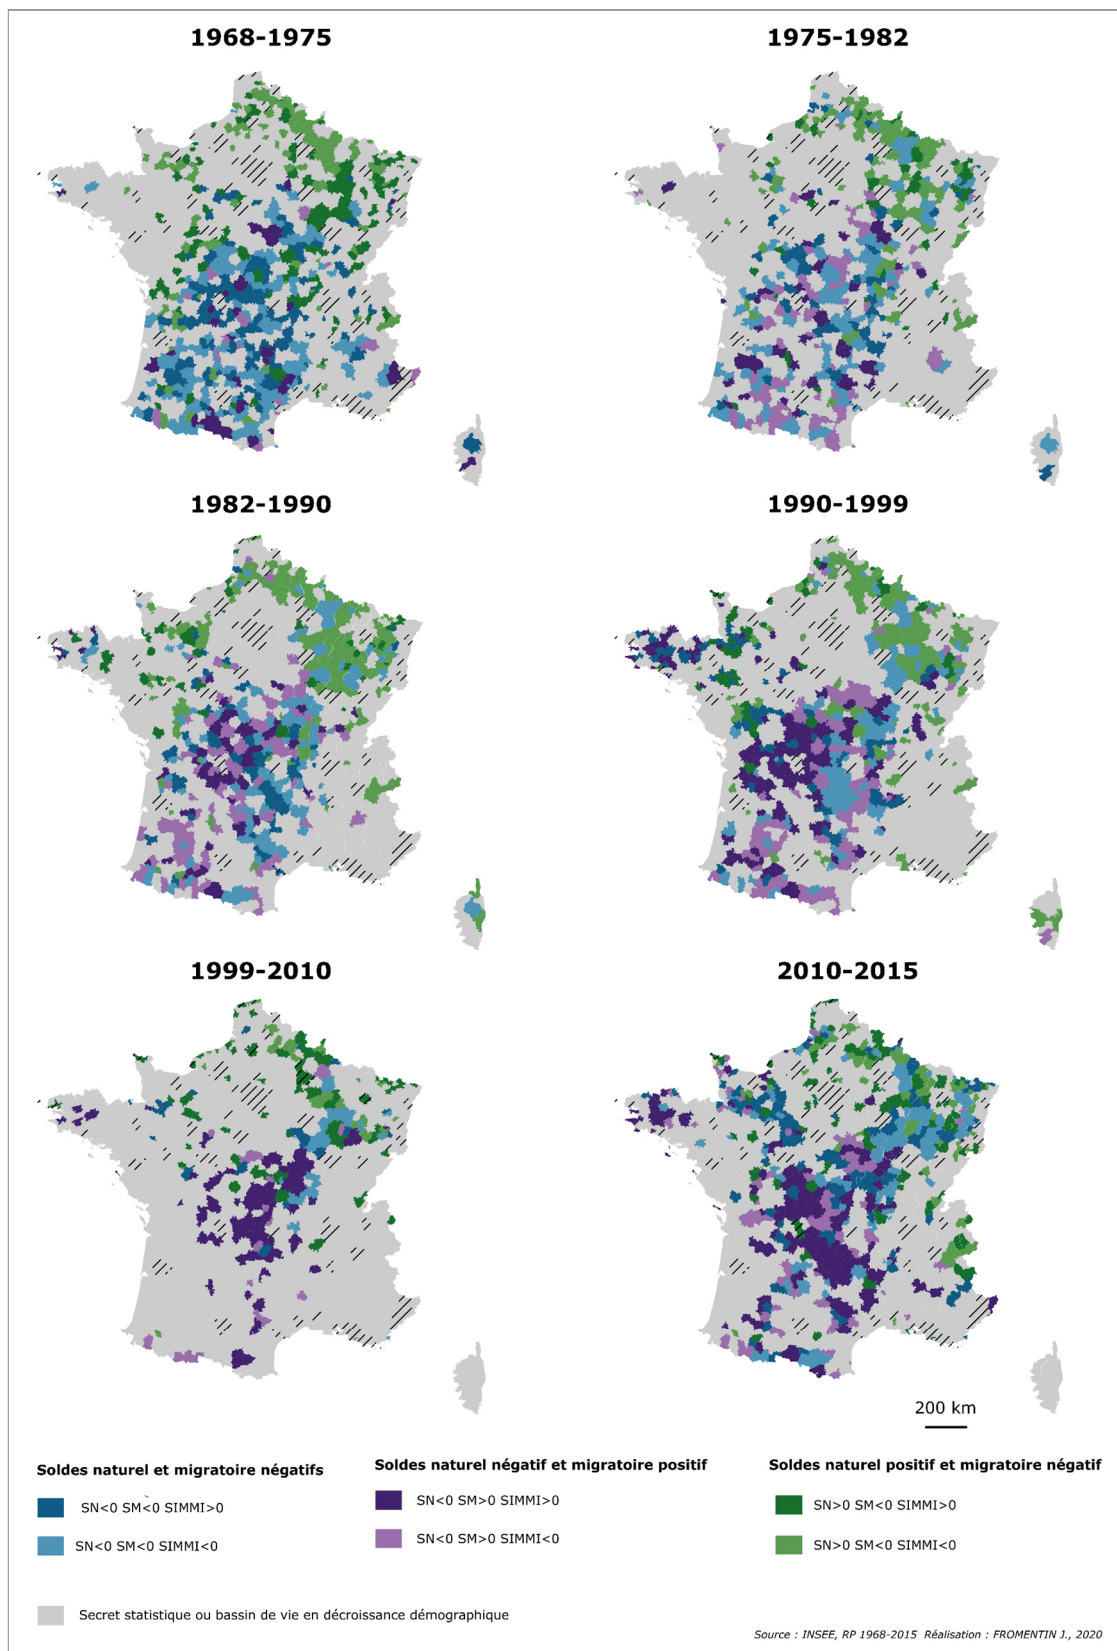 1968-1975
1975-1982
1982-1990
1990-1999
1999-2010
2010-2015
200 km
Soldes naturel et migratoire négatifs
SN<0 SM<0 SIMMI>0
SN<0 SM<0 SIMMI<0
Soldes naturel négatif et migratoire positif
SN<0 SM>0 SIMMI>0
SN<0 SM>0 SIMMI<0
Soldes naturel positif et migratoire négatif
SN>0 SM<0 SIMMI>0
SN>0 SM<0 SIMMI<0
Secret statistique ou bassin de vie en décroissance démographique
Source : INSEE, RP 1968-2015 Réalisation : FROMENTIN J., 2020